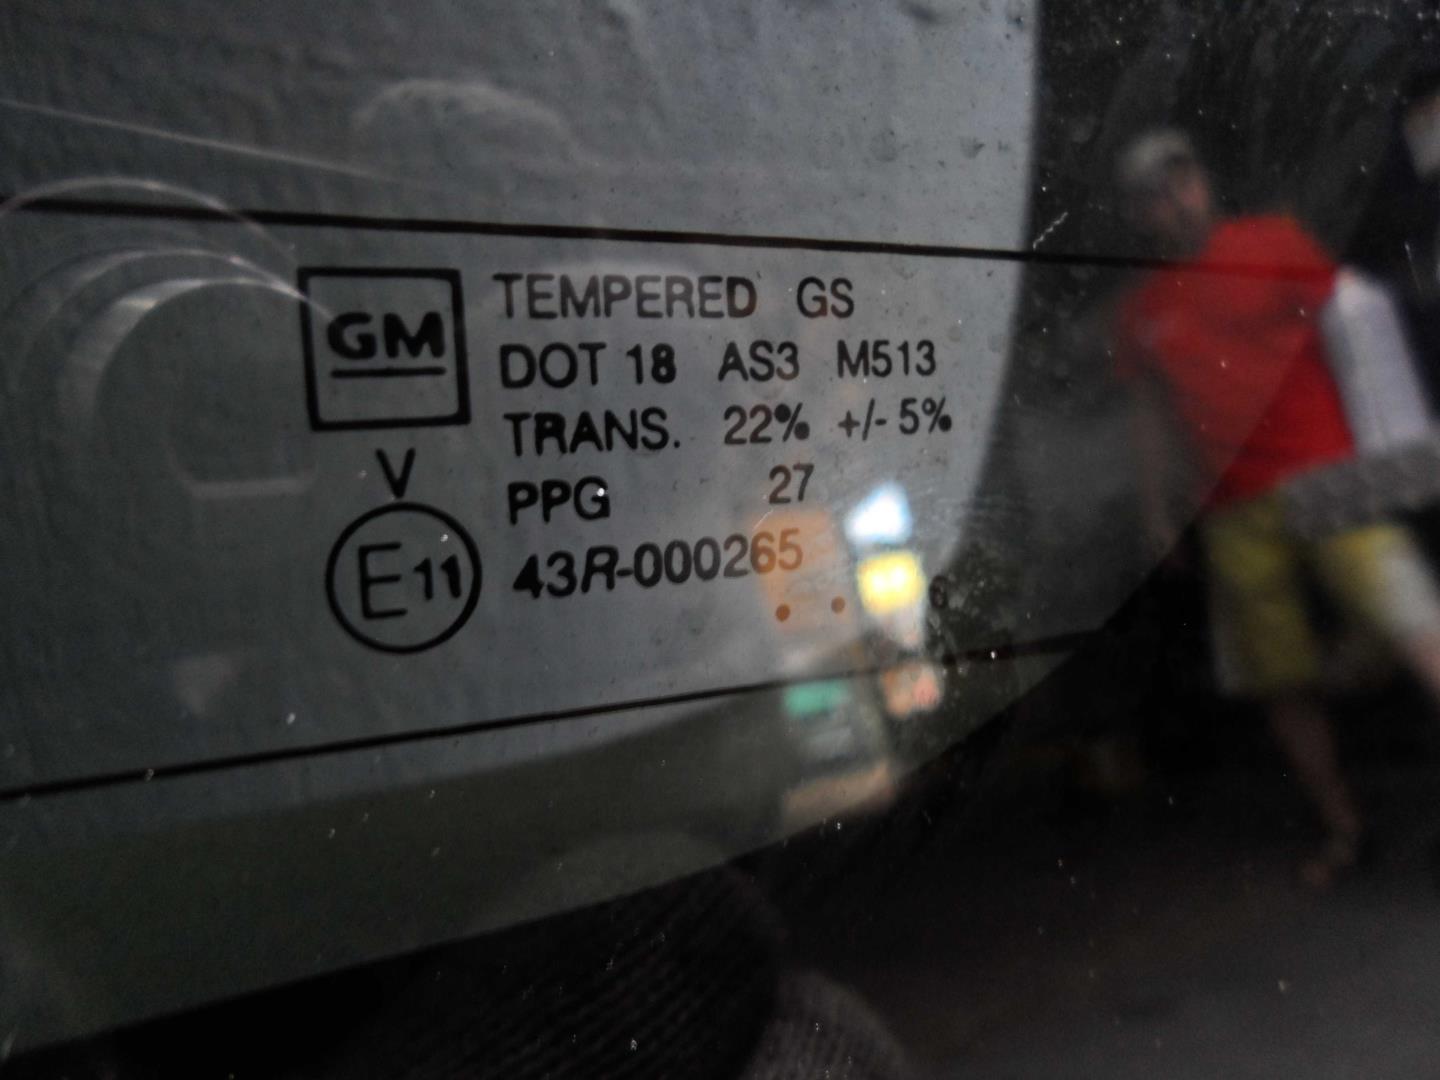 GM
TEMPERED GS
DOT 18 AS3 M513
TRANS. 22% +/- 5%
V
PPG 27
E11
43R-000265